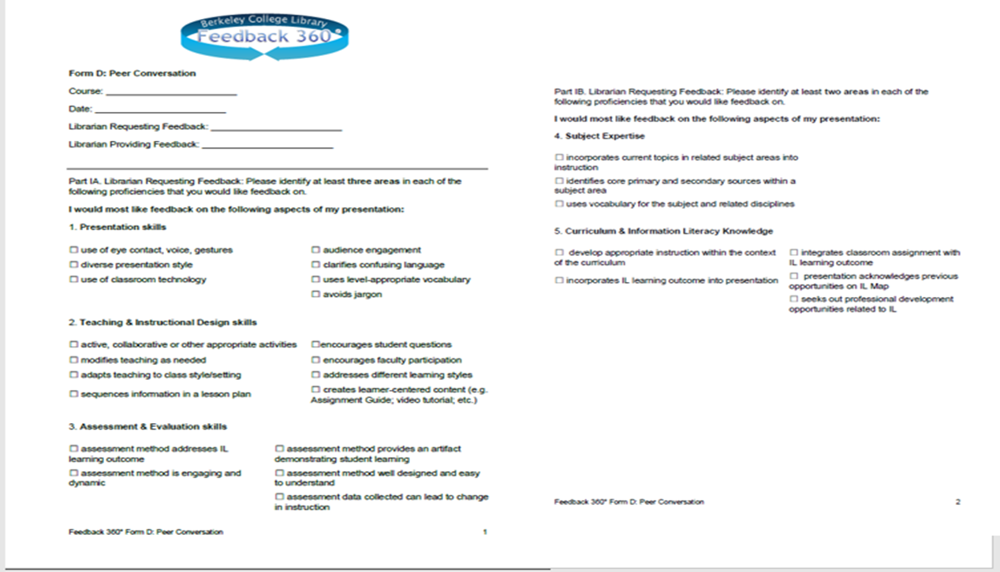 Berkeley College Library
Feedback 360°
Form D: Peer Conversation
Course: ____________________
Date: ____________________
Librarian Requesting Feedback: ____________________
Librarian Providing Feedback: ____________________
Part IA. Librarian Requesting Feedback: Please identify at least three areas in each of the
following proficiencies that you would like feedback on.
I would most like feedback on the following aspects of my presentation:
1. Presentation skills
☐ use of eye contact, voice, gestures
☐ diverse presentation style
☐ use of classroom technology
☐ audience engagement
☐ clarifies confusing language
☐ uses level-appropriate vocabulary
☐ avoids jargon
2. Teaching & Instructional Design skills
☐ active, collaborative or other appropriate activities
☐ modifies teaching as needed
☐ adapts teaching to class style/setting
☐ sequences information in a lesson plan
☐encourages student questions
☐ encourages faculty participation
☐ addresses different learning styles
☐ creates learner-centered content (e.g.
Assignment Guide; video tutorial; etc.)
3. Assessment & Evaluation skills
☐ assessment method addresses IL
learning outcome
☐ assessment method is engaging and
dynamic
☐ assessment method provides an artifact
demonstrating student learning
☐ assessment method well designed and easy
to understand
☐ assessment data collected can lead to change
in instruction
Feedback 360° Form D: Peer Conversation 1
Part IB. Librarian Requesting Feedback: Please identify at least two areas in each of the
following proficiencies that you would like feedback on.
I would most like feedback on the following aspects of my presentation:
4. Subject Expertise
☐ incorporates current topics in related subject areas into
instruction
☐ identifies core primary and secondary sources within a
subject area
☐ uses vocabulary for the subject and related disciplines
5. Curriculum & Information Literacy Knowledge
☐ develop appropriate instruction within the context
of the curriculum
☐ incorporates IL learning outcome into presentation
☐ integrates classroom assignment with
IL learning outcome
☐ presentation acknowledges previous
opportunities on IL Map
☐ seeks out professional development
opportunities related to IL
Feedback 360° Form D: Peer Conversation 2